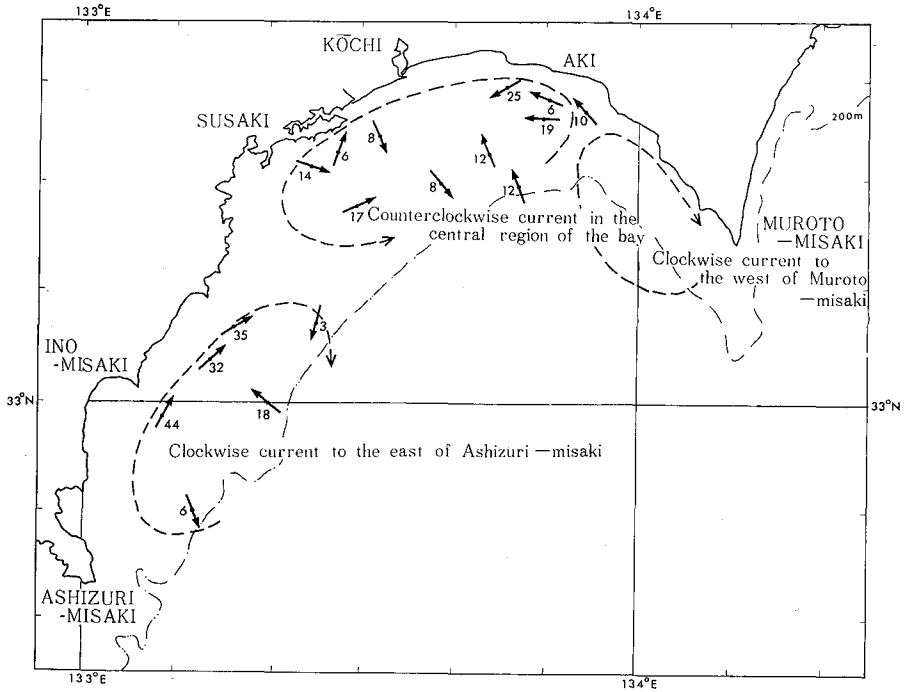 133°E
134°E
KŌCHI
AKI
SUSAKI
200m
25
6
10
19
8
6
14
12
8
12
17
Counterclockwise current in the
central region of the bay
MUROTO
—MISAKI
Clockwise current to
the west of Muroto
—misaki
35
3
32
INO
-MISAKI
33°N
33°N
18
44
Clockwise current to the east of Ashizuri—misaki
6
ASHIZURI
-MISAKI
133°E
134°E